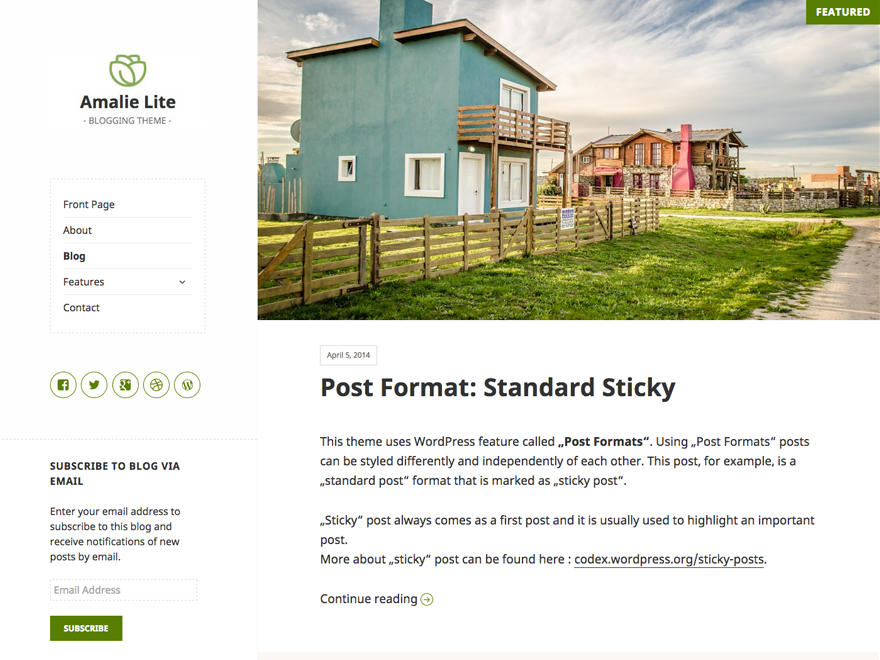 FEATURED
Amalie Lite
- BLOGGING THEME -
Front Page
About
Blog
Features
Contact
SUBSCRIBE TO BLOG VIA
EMAIL
Enter your email address to
subscribe to this blog and
receive notifications of new
posts by email.
Email Address
SUBSCRIBE
April 5, 2014
Post Format: Standard Sticky
This theme uses WordPress feature called „Post Formats“. Using „Post Formats“ posts
can be styled differently and independently of each other. This post, for example, is a
„standard post“ format that is marked as „sticky post“.
„Sticky“ post always comes as a first post and it is usually used to highlight an important
post.
More about „sticky“ post can be found here : codex.wordpress.org/sticky-posts.
Continue reading